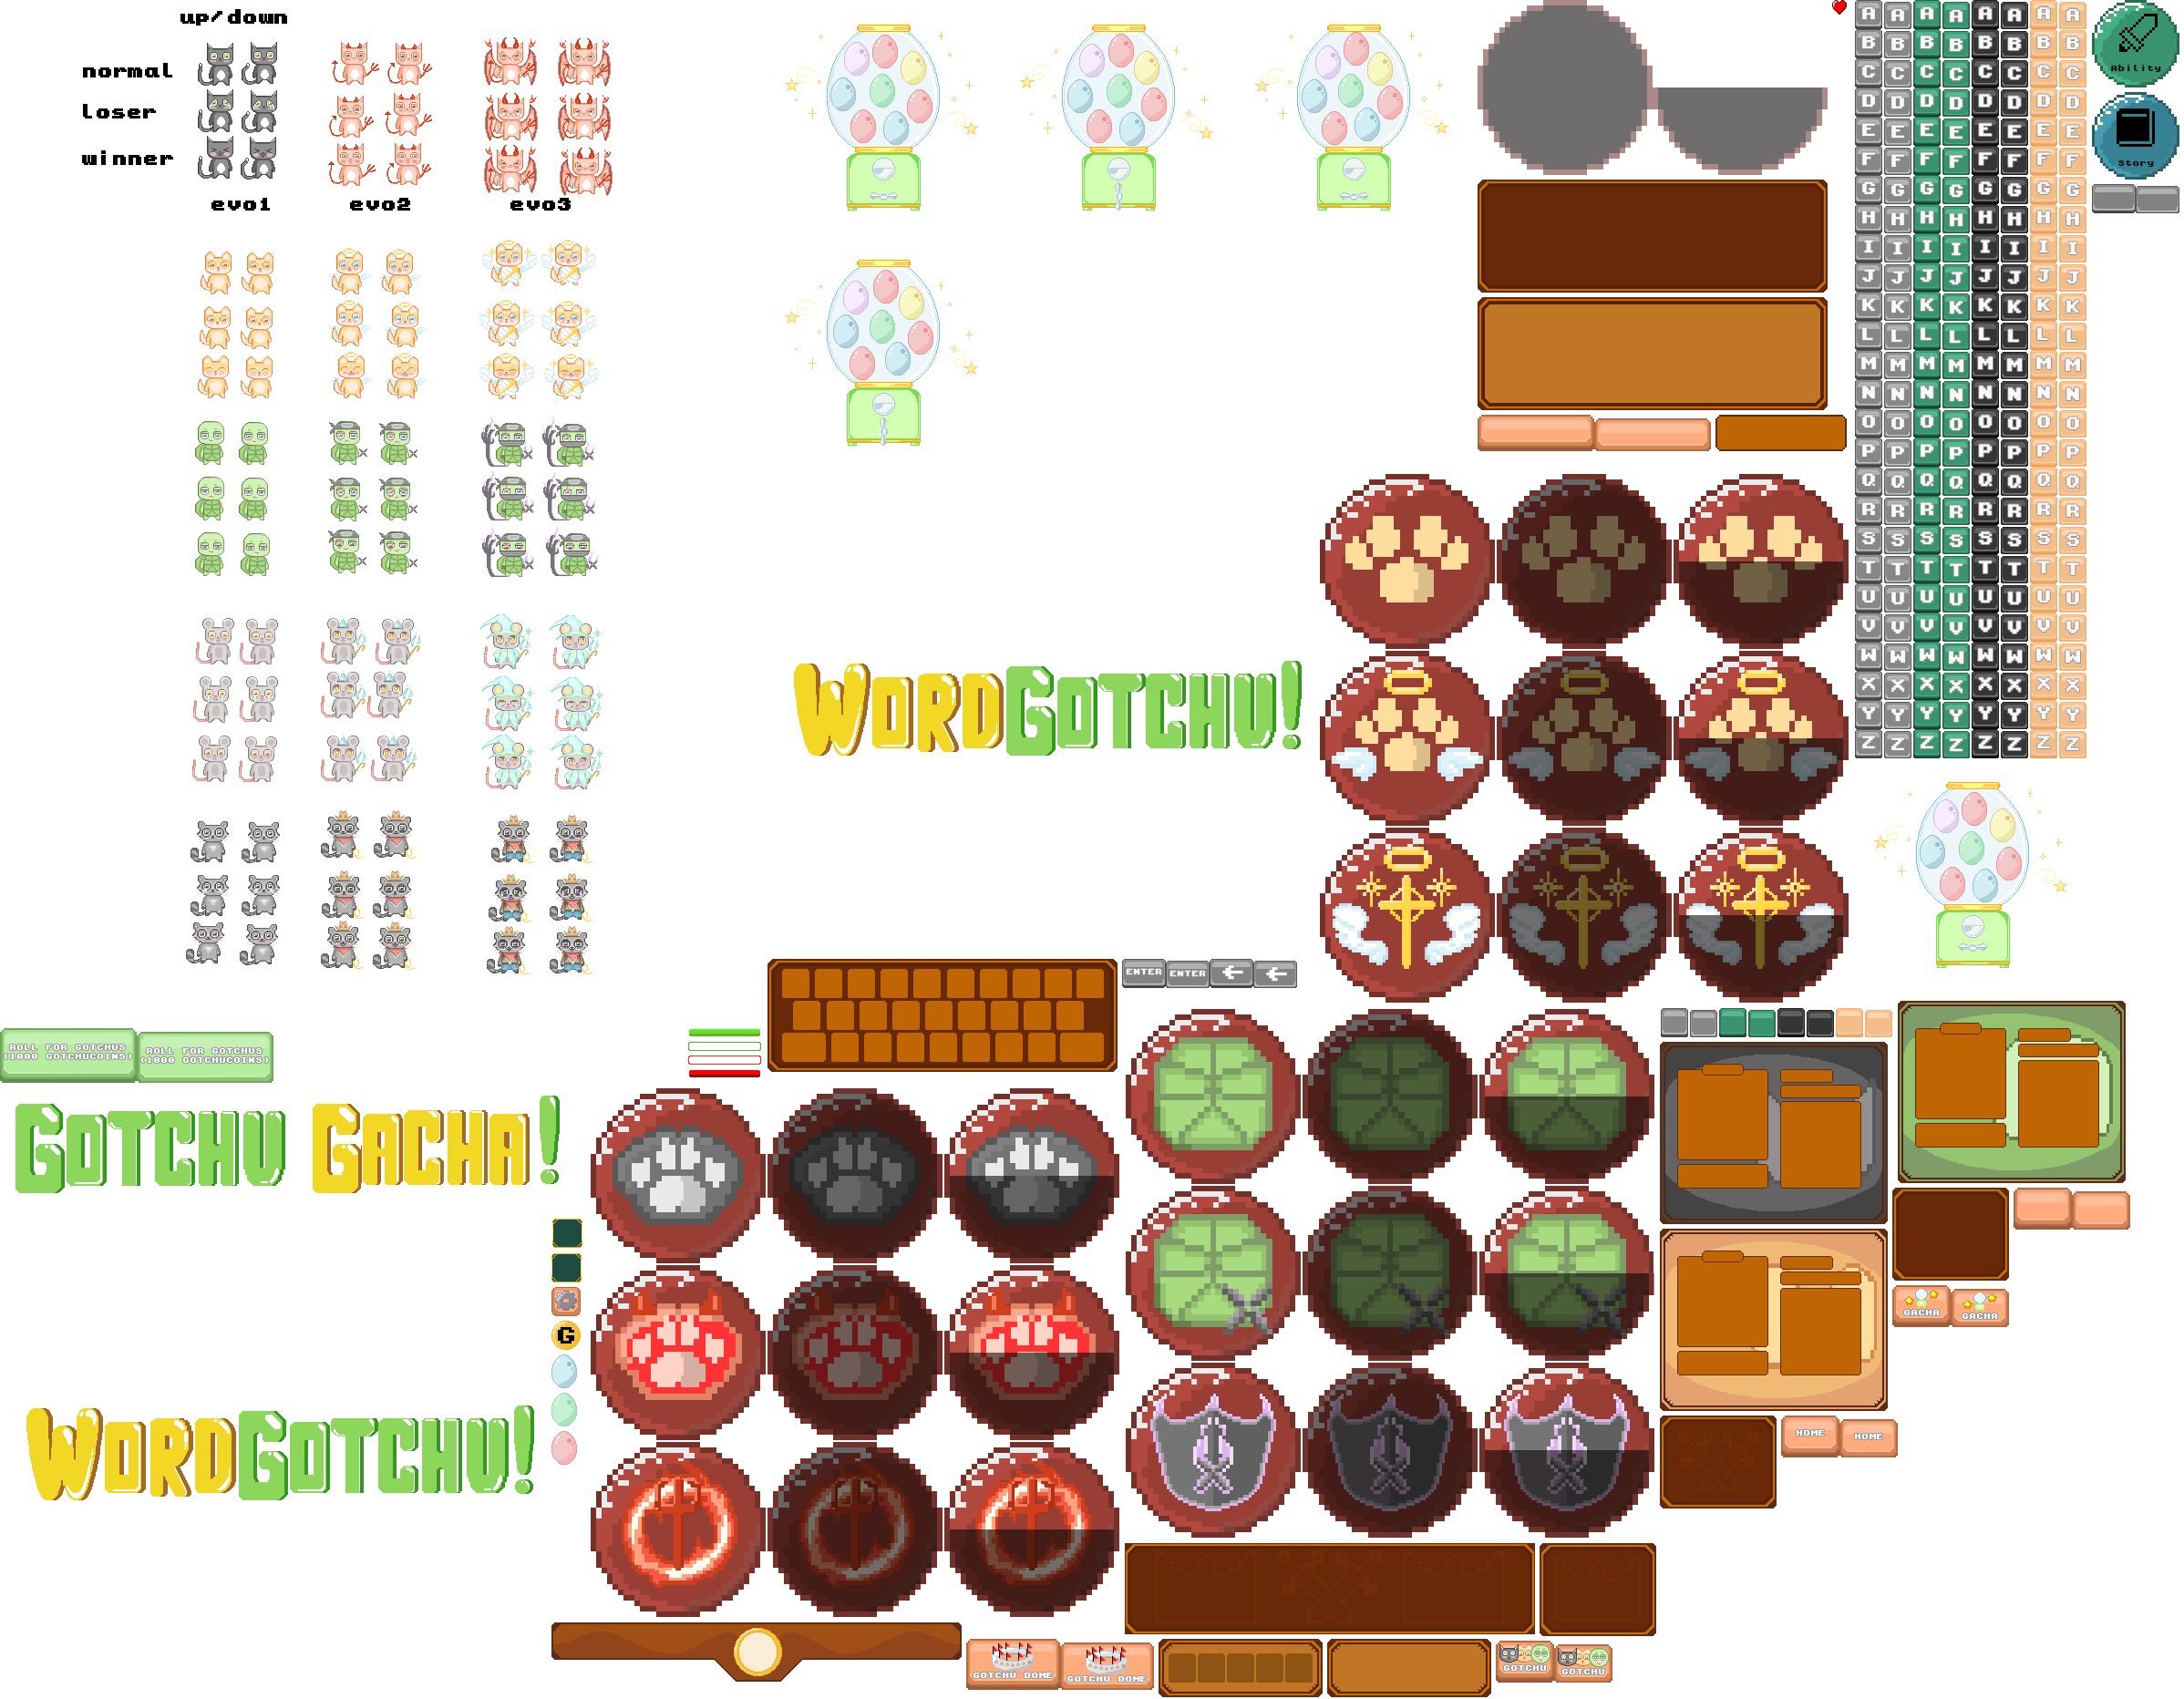 up/down
normal
loser
winner
evo1 evo2 evo3
A A A A A A A A
B B B B B B B B
C C C C C C C C
D D D D D D D D
E E E E E E E E
F F F F F F F F
G G G G G G G G
H H H H H H H H
I I I I I I I I
J J J J J J J J
K K K K K K K K
L L L L L L L L
M M M M M M M M
N N N N N N N N
O O O O O O O O
P P P P P P P P
Q Q Q Q Q Q Q Q
R R R R R R R R
S S S S S S S S
T T T T T T T T
U U U U U U U U
V V V V V V V V
W W W W W W W W
X X X X X X X X
Y Y Y Y Y Y Y Y
Z Z Z Z Z Z Z Z
Ability
Story
WORDGOTCHU!
ENTER ENTER
ROLL FOR GOTCHUS
(1000 GOTCHUCOINS)
ROLL FOR GOTCHUS
(1000 GOTCHUCOINS)
GOTCHU GACHA!
G
WORDGOTCHU!
GACHA GACHA
HOME HOME
GOTCHU DOME GOTCHU DOME
GOTCHU GOTCHU